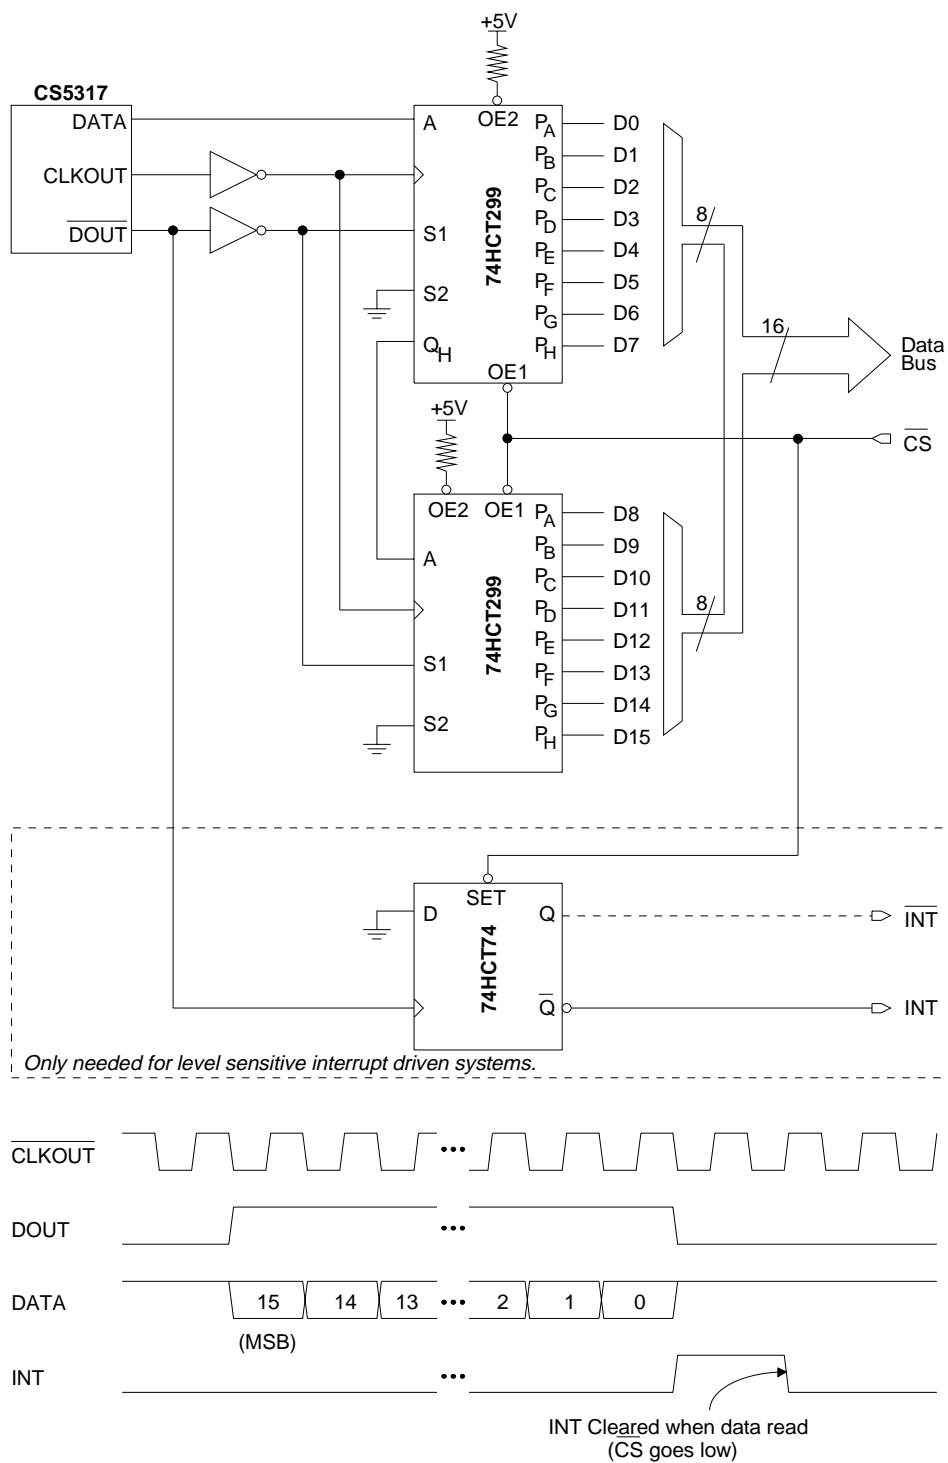 +5V
CS5317
DATA
CLKOUT
DOUT
A
S1
S2
QH
OE2
74HCT299
OE1
PA D0
PB D1
PC D2
PD D3
PE D4
PF D5
PG D6
PH D7
8
16
Data
Bus
CS
+5V
OE2 OE1
A
S1
S2
74HCT299
PA D8
PB D9
PC D10
PD D11
PE D12
PF D13
PG D14
PH D15
8
SET
D
74HCT74
Q
Q
INT
INT
Only needed for level sensitive interrupt driven systems.
CLKOUT
DOUT
DATA 15 14 13 2 1 0
(MSB)
INT
INT Cleared when data read
(CS goes low)